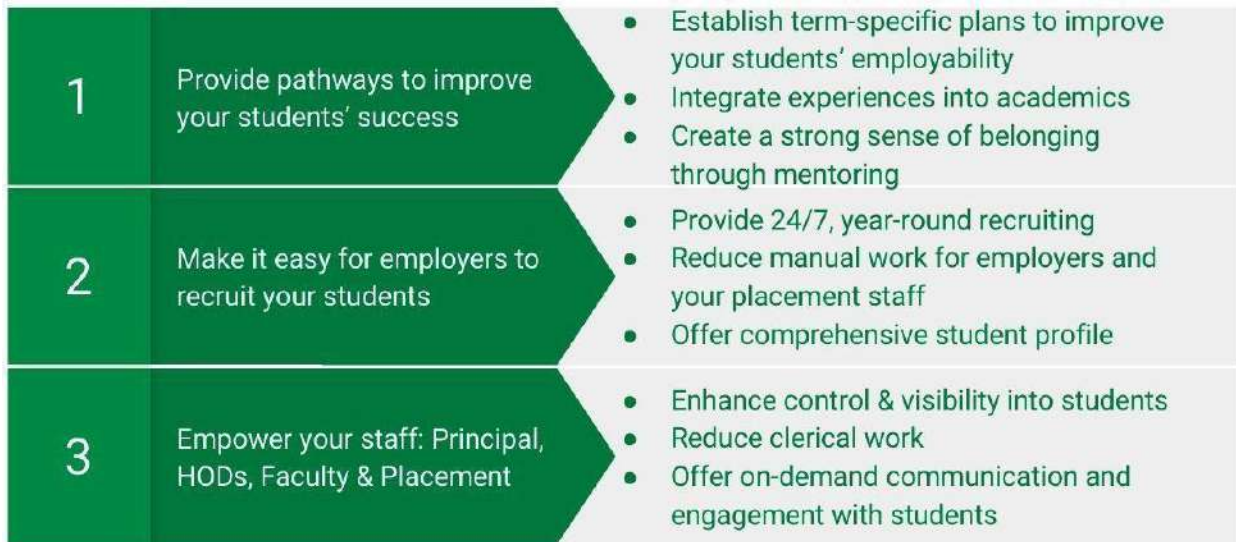 1
Provide pathways to improve
your students' success
● Establish term-specific plans to improve
your students' employability
● Integrate experiences into academics
● Create a strong sense of belonging
through mentoring
2
Make it easy for employers to
recruit your students
● Provide 24/7, year-round recruiting
● Reduce manual work for employers and
your placement staff
● Offer comprehensive student profile
3
Empower your staff: Principal,
HODs, Faculty & Placement
● Enhance control & visibility into students
● Reduce clerical work
● Offer on-demand communication and
engagement with students